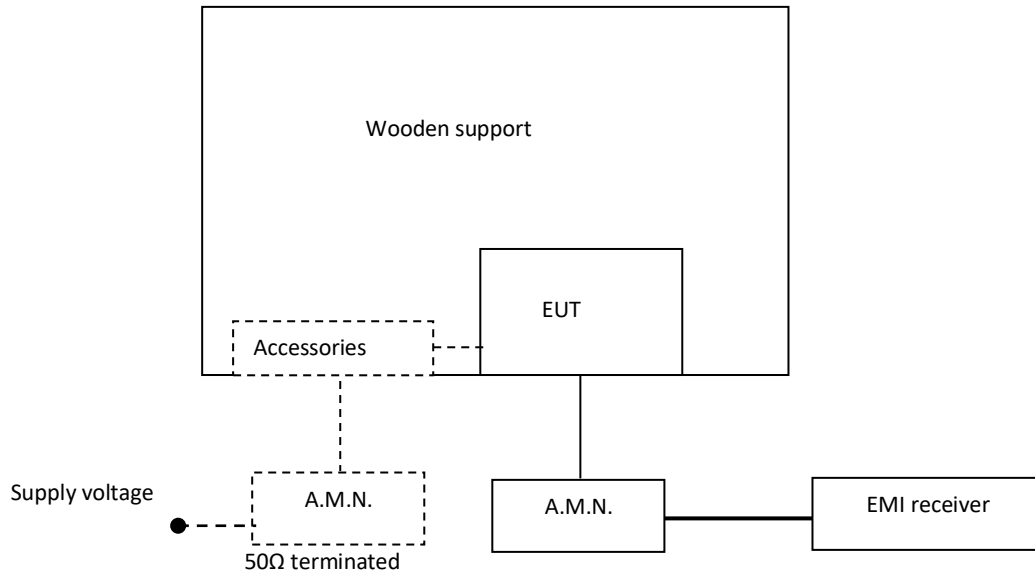 Wooden support
EUT
Accessories
Supply voltage
A.M.N.
A.M.N.
EMI receiver
50Ω terminated